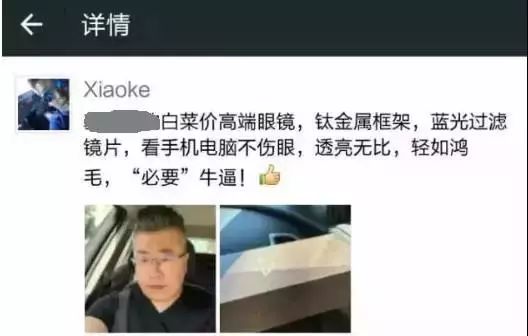 详情
Xiaoke
白菜价高端眼镜，钛金属框架，蓝光过滤
镜片，看手机电脑不伤眼，透亮无比，轻如鸿
毛，“必要”牛逼！👍